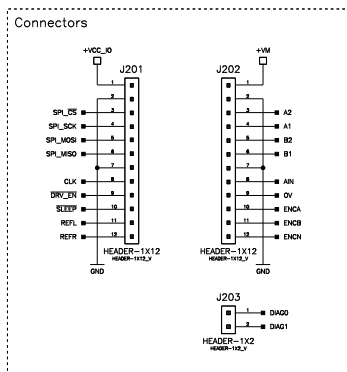 Connectors
+VCC_IO
J201
1
2
SPI_CS 3
SPI_SCK 4
SPI_MOSI 5
SPI_MISO 6
7
CLK 8
DRV_EN 9
SLEEP 10
REFL 11
REFR 12
HEADER-1X12
HEADER-1X12_V
GND
+VM
J202
1
2
3 A2
4 A1
5 B2
6 B1
7
8 AIN
9 OV
10 ENCA
11 ENCB
12 ENCN
HEADER-1X12
HEADER-1X12_V
GND
J203
1 DIAG0
2 DIAG1
HEADER-1X2
HEADER-1X2_V